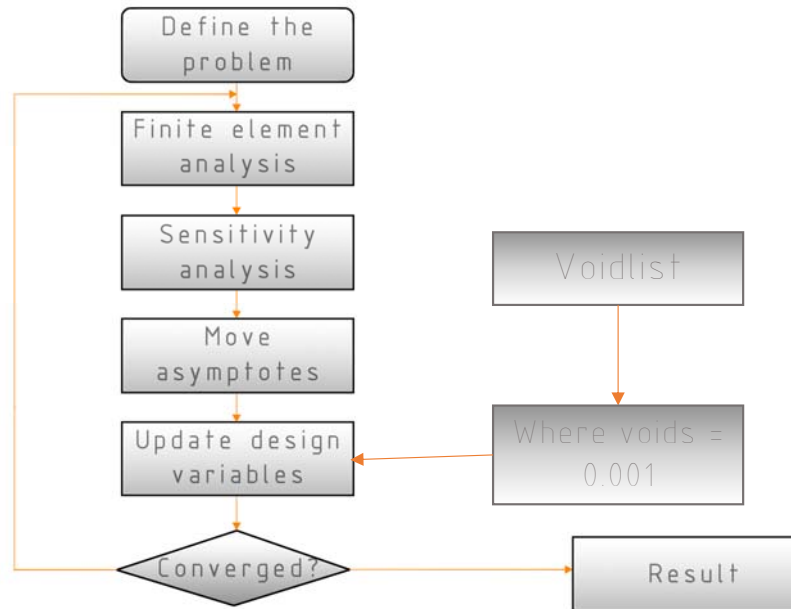 Define the
problem
Finite element
analysis
Sensitivity
analysis
Move
asymptotes
Update design
variables
Converged?
Voidlist
Where voids =
0.001
Result